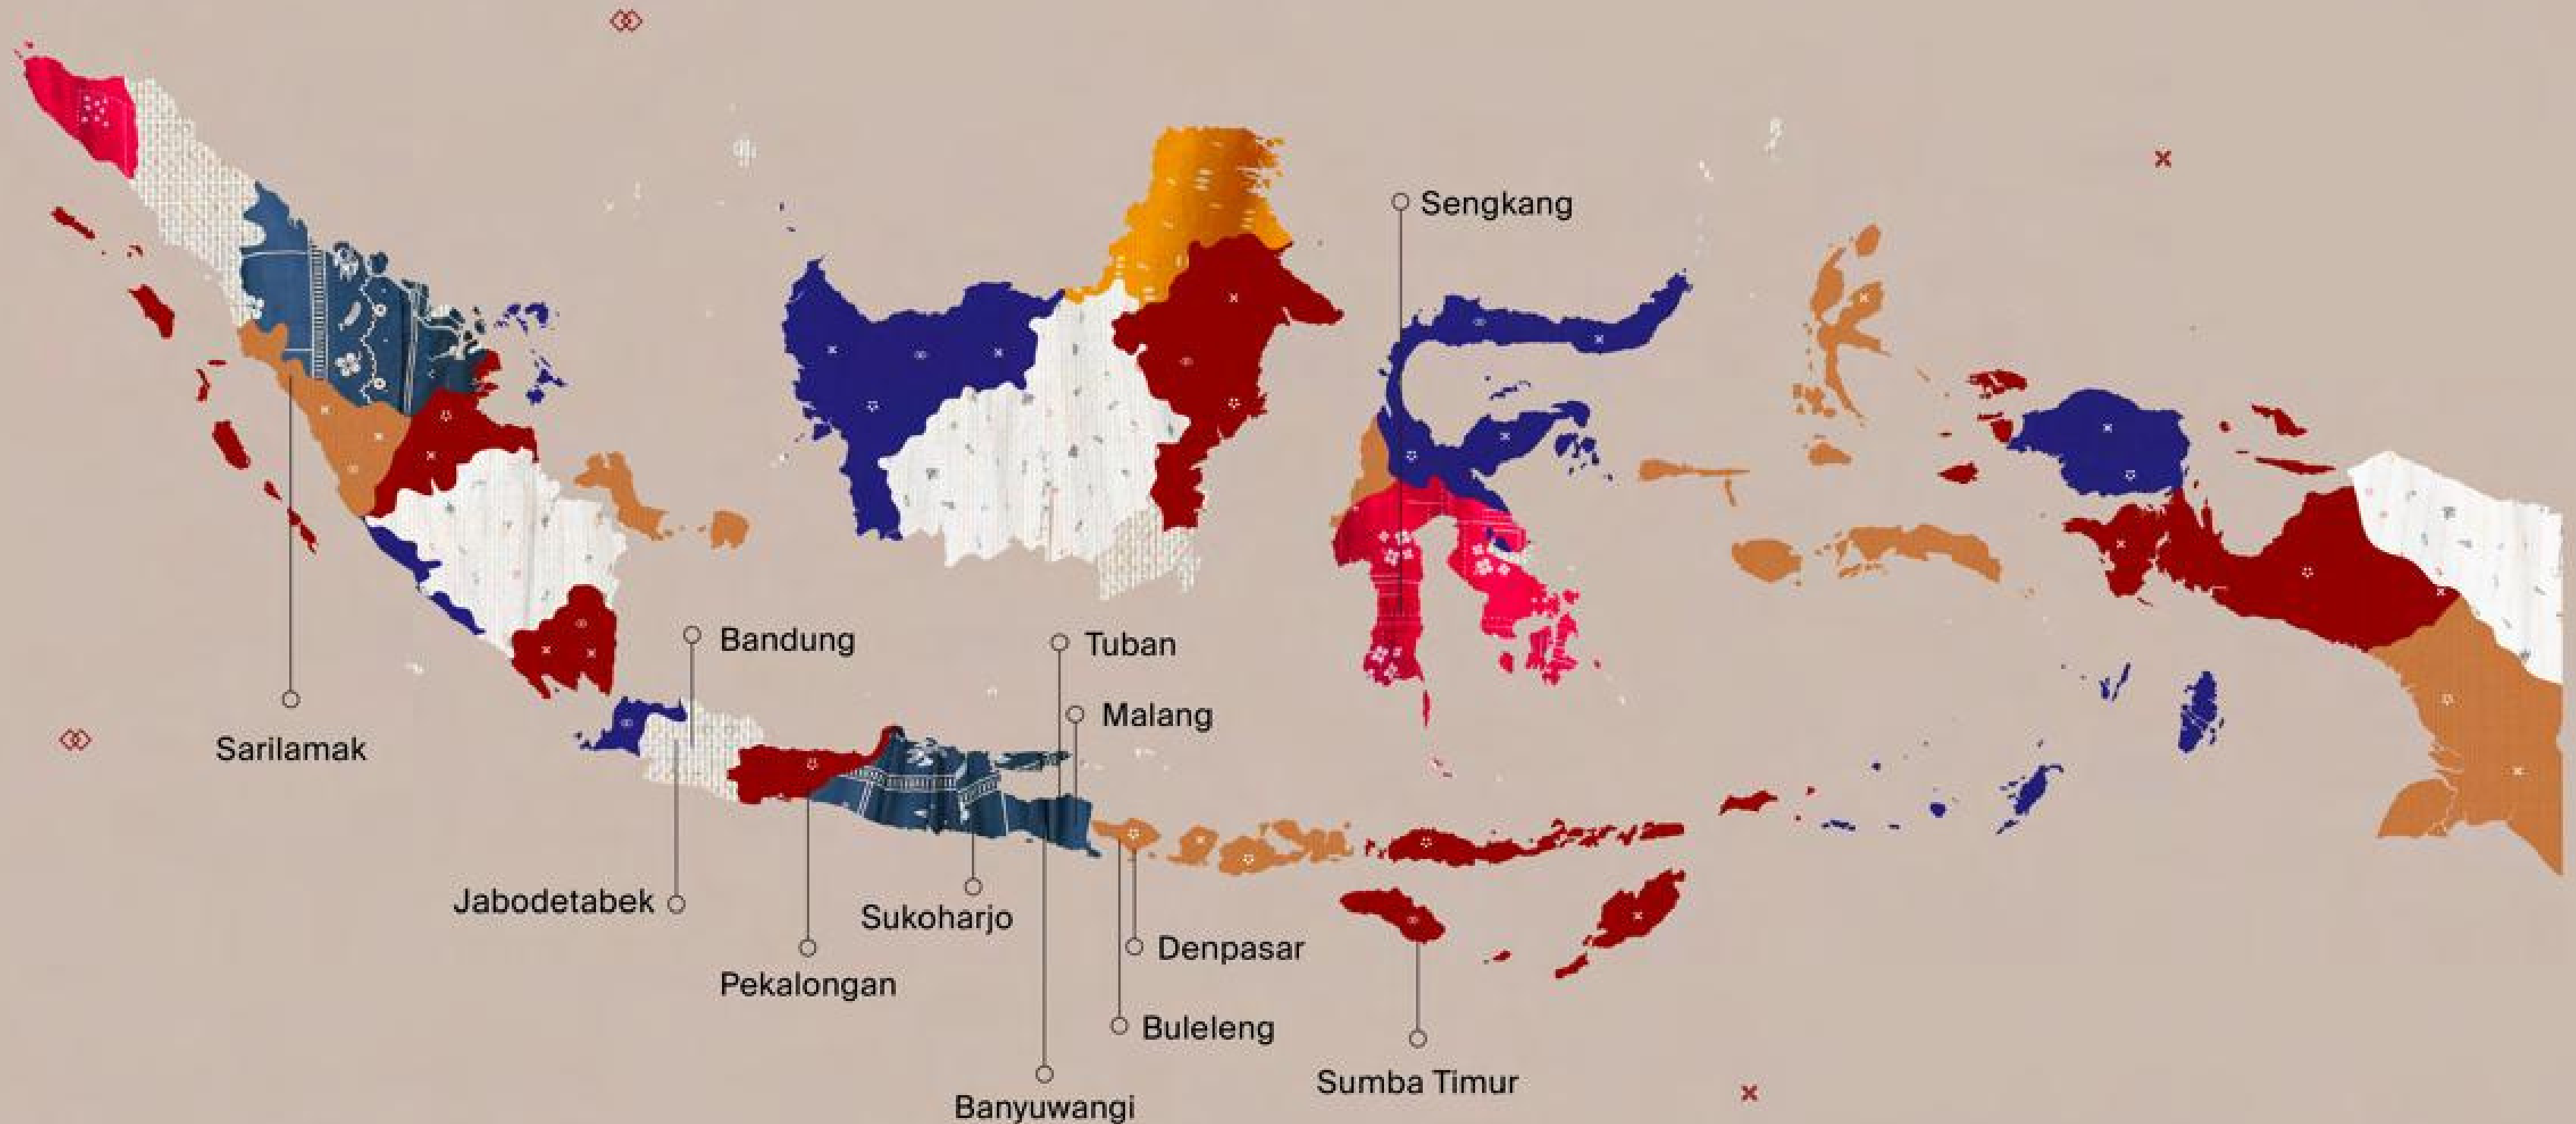 Sengkang
Bandung
Tuban
Malang
Sarilamak
Jabodetabek
Sukoharjo
Denpasar
Pekalongan
Buleleng
Sumba Timur
Banyuwangi